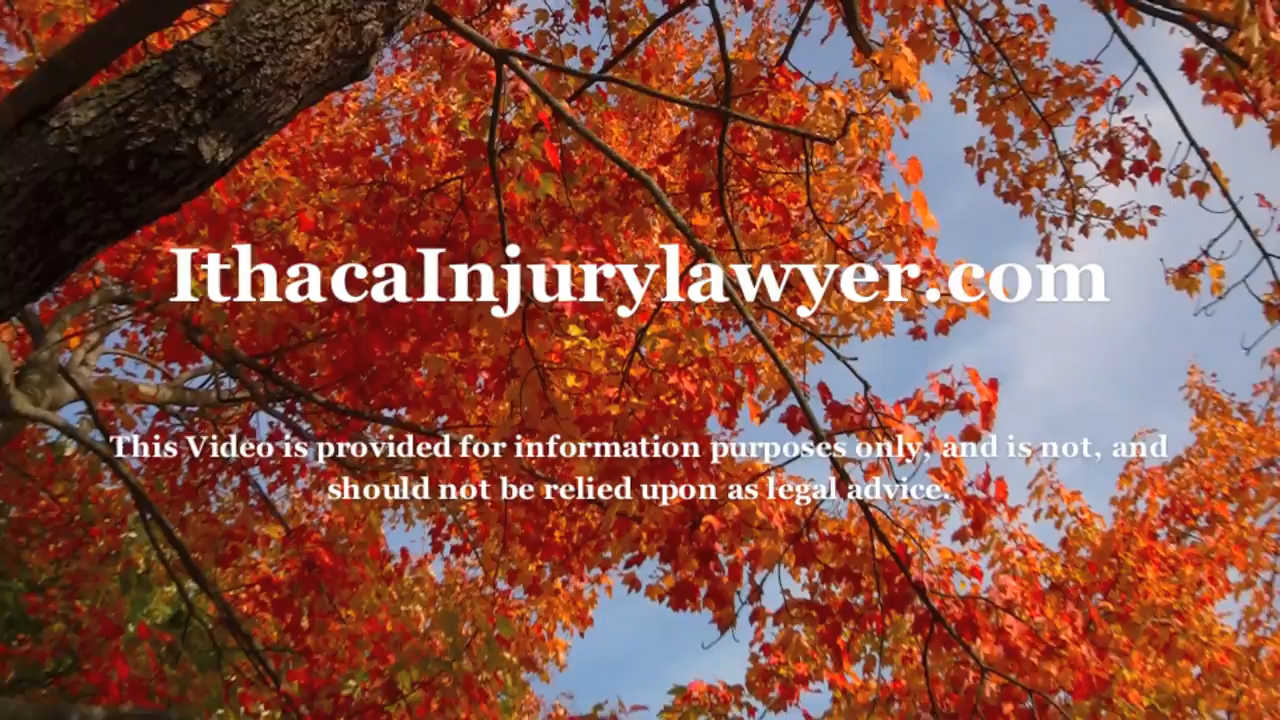 IthacaInjurylawyer.com
This Video is provided for information purposes only, and is not, and
should not be relied upon as legal advice.